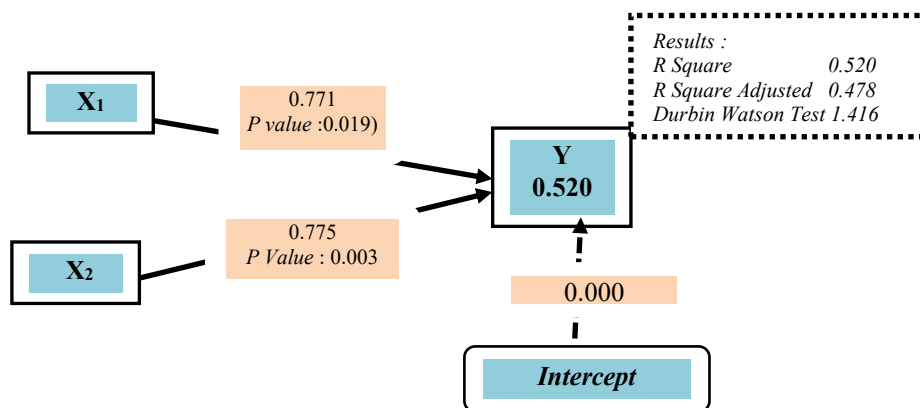 Results :
R Square 0.520
R Square Adjusted 0.478
Durbin Watson Test 1.416
X1
0.771
P value :0.019)
Y
0.520
X2
0.775
P Value : 0.003
0.000
Intercept